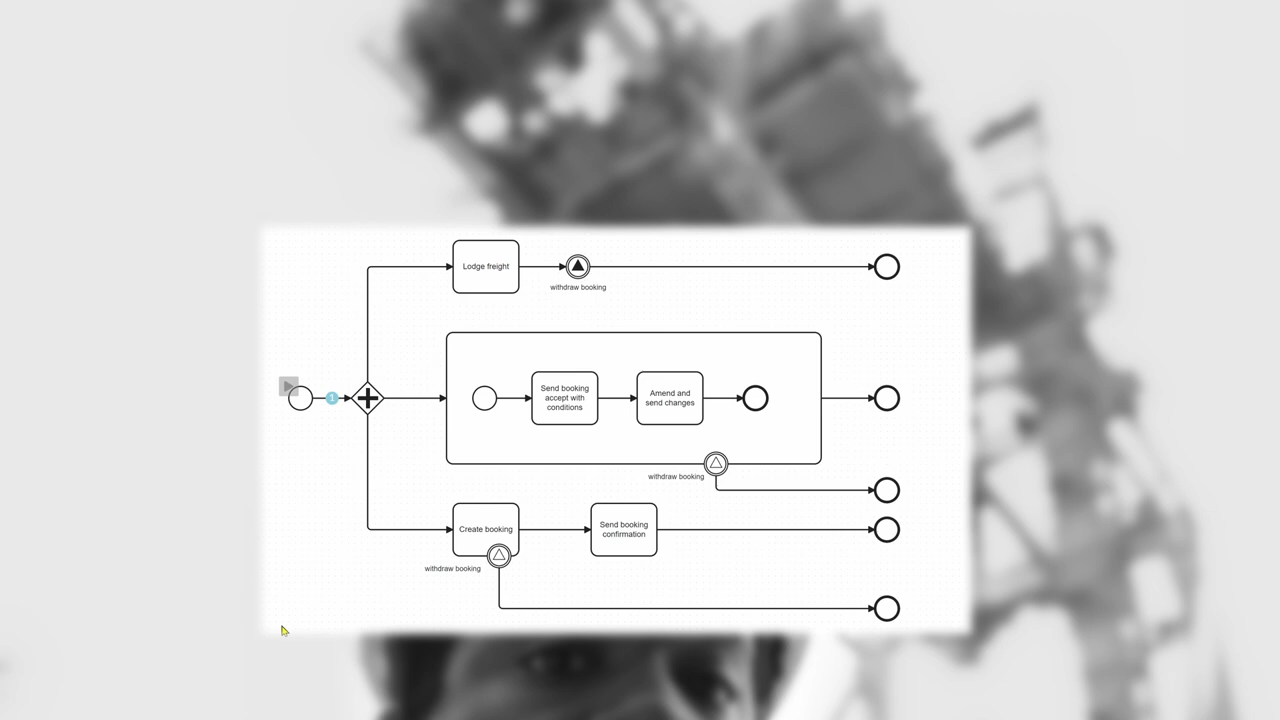 Lodge freight
withdraw booking
1
Send booking
accept with
conditions
Amend and
send changes
withdraw booking
Create booking
Send booking
confirmation
withdraw booking